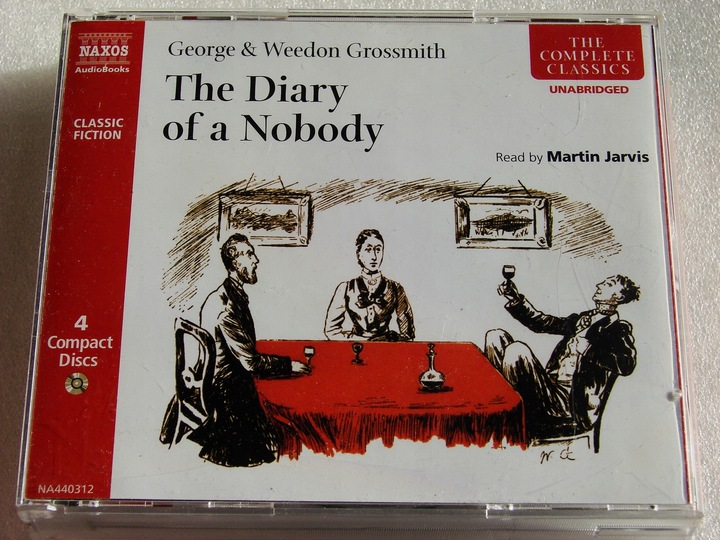 NAXOS
AudioBooks
CLASSIC
FICTION
4
Compact
Discs
NA440312
George & Weedon Grossmith
The Diary
of a Nobody
THE
COMPLETE
CLASSICS
UNABRIDGED
Read by Martin Jarvis